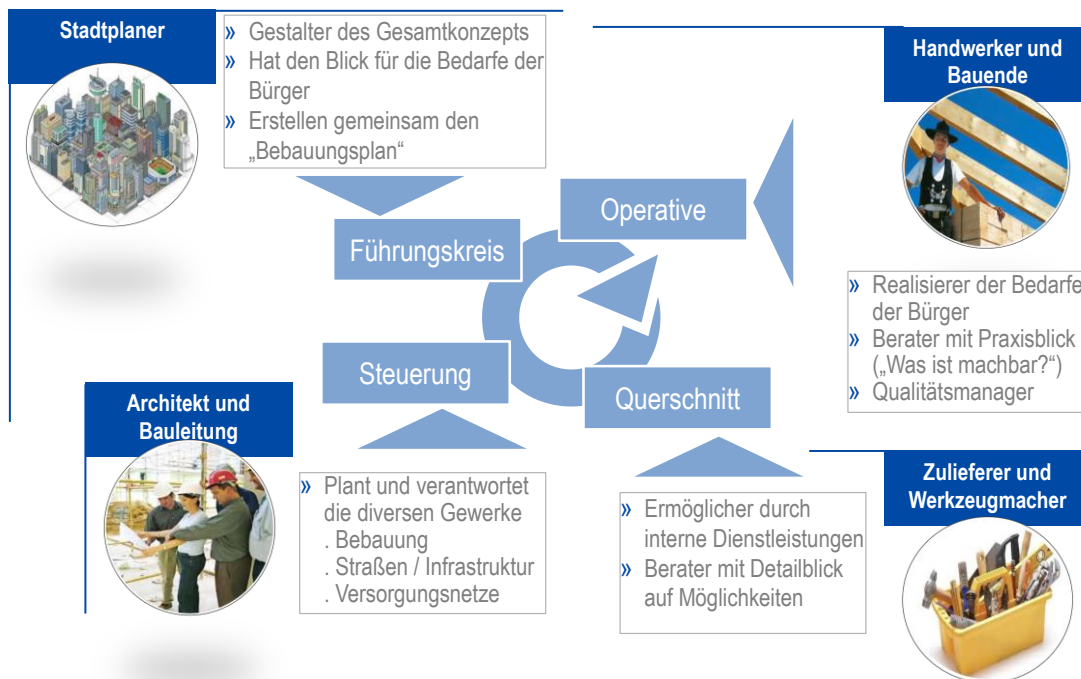 Stadtplaner
» Gestalter des Gesamtkonzepts
» Hat den Blick für die Bedarfe der
Bürger
» Erstellen gemeinsam den
„Bebauungsplan“
Handwerker und
Bauende
» Realisierer der Bedarfe
der Bürger
» Berater mit Praxisblick
(„Was ist machbar?“)
» Qualitätsmanager
Führungskreis
Operative
Steuerung
Querschnitt
Architekt und
Bauleitung
» Plant und verantwortet
die diversen Gewerke
. Bebauung
. Straßen / Infrastruktur
. Versorgungsnetze
» Ermöglicher durch
interne Dienstleistungen
» Berater mit Detailblick
auf Möglichkeiten
Zulieferer und
Werkzeugmacher